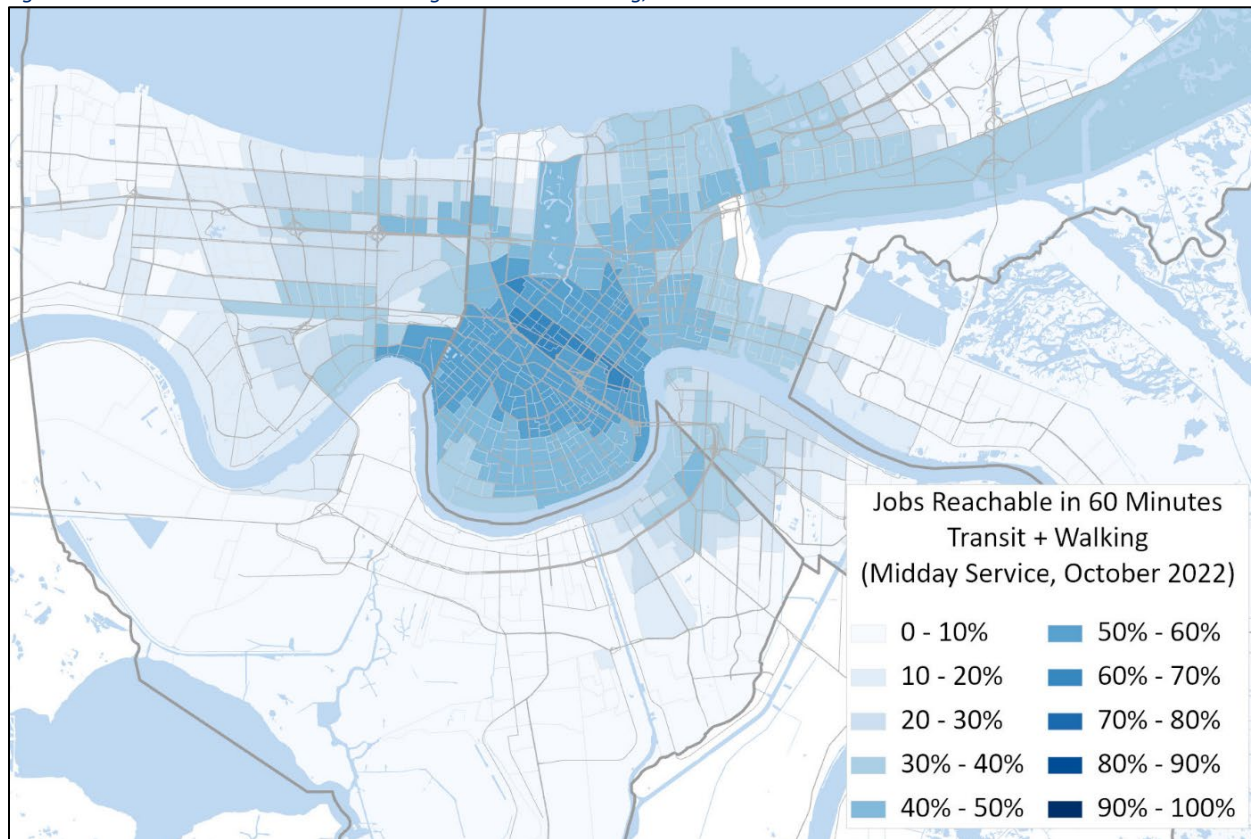 Jobs Reachable in 60 Minutes
Transit + Walking
(Midday Service, October 2022)
0 - 10%
10 - 20%
20 - 30%
30% - 40%
40% - 50%
50% - 60%
60% - 70%
70% - 80%
80% - 90%
90% - 100%